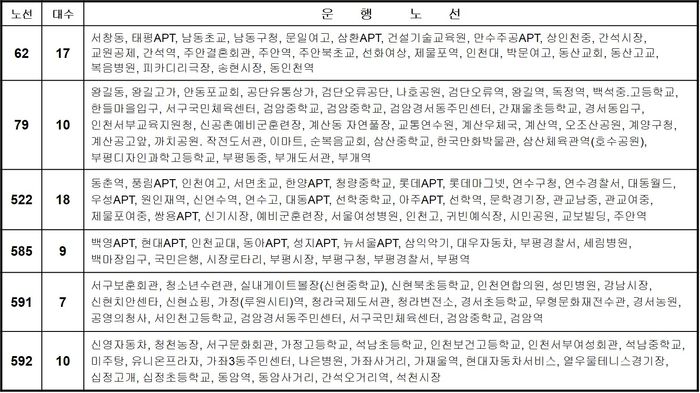 노선 대수 운 행 노 선
62 17 서창동, 태평APT, 남동초교, 남동구청, 문일여고, 삼환APT, 건설기술교육원, 만수주공APT, 상인천중, 간석시장,
교원공제, 간석역, 주안결혼회관, 주안역, 주안북초교, 선화여상, 제물포역, 인천대, 박문여고, 동산교회, 동산고교,
복음병원, 피카디리극장, 송현시장, 동인천역
79 10 왕길동, 왕길고가, 안동포교회, 공단유통상가, 검단오류공단, 나호공원, 검단오류역, 왕길역, 독정역, 백석중.고등학교,
한들마을입구, 서구국민체육센터, 검암중학교, 검암중학교, 검암경서동주민센터, 간재울초등학교, 경서동입구,
인천서부교육지원청, 신공촌예비군훈련장, 계산동 자연풀장, 교통연수원, 계산우체국, 계산역, 오조산공원, 계양구청,
계산공고앞, 까치공원, 작전도서관, 이마트, 순복음교회, 삼산중학교, 한국만화박물관, 삼산체육관역(호수공원),
부평디자인과학고등학교, 부평동중, 부개도서관, 부개역
522 18 동춘역, 풍림APT, 인천여고, 서면초교, 한양APT, 청량중학교, 롯데APT, 롯데마그넷, 연수구청, 연수경찰서, 대동월드,
우성APT, 원인재역, 신연수역, 연수고, 대동APT, 선학중학교, 아주APT, 선학역, 문학경기장, 관교남중, 관교여중,
제물포여중, 쌍용APT, 신기시장, 예비군훈련장, 서울여성병원, 인천고, 귀빈예식장, 시민공원, 교보빌딩, 주안역
585 9 백영APT, 현대APT, 인천교대, 동아APT, 성지APT, 뉴서울APT, 삼익악기, 대우자동차, 부평경찰서, 세림병원,
백마장입구, 국민은행, 시장로타리, 부평시장, 부평구청, 부평경찰서, 부평역
591 7 서구보훈회관, 청소년수련관, 실내게이트볼장(신현중학교), 신현북초등학교, 인천연합의원, 성민병원, 강남시장,
신현치안센타, 신현쇼핑, 가정(루원시티)역, 청라국제도서관, 청라변전소, 경서초등학교, 무형문화재전수관, 경서농원,
공영의청사, 서인천고등학교, 검암경서동주민센터, 서구국민체육센터, 검암중학교, 검암역
592 10 신영자동차, 청천농장, 서구문화회관, 가정고등학교, 석남초등학교, 인천보건고등학교, 인천서부여성회관, 석남중학교,
미주탕, 유니온프라자, 가좌3동주민센터, 나은병원, 가좌사거리, 가재울역, 현대자동차서비스, 열우물테니스경기장,
십정고개, 십정초등학교, 동암역, 동암사거리, 간석오거리역, 석천시장